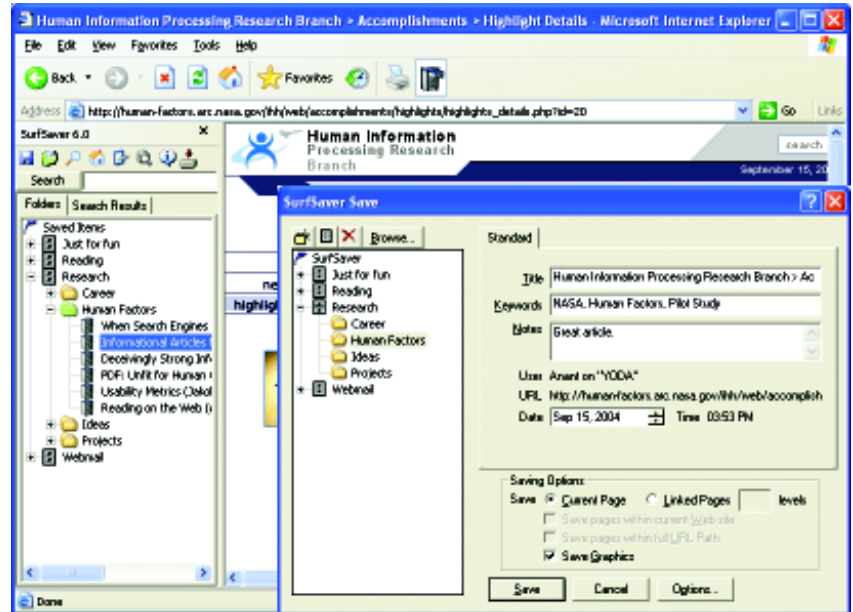 Human Information Processing Research Branch > Accomplishments > Highlight Details - Microsoft Internet Explorer
File Edit View Favorites Tools Help
Back Favorites
Address http://human-factors.arc.nasa.gov/ihh/web/accomplishments/highlights/highlights_details.php?id=20 Go Links
SurfSaver 6.0
Search
Folders Search Results
Saved Items
Just for fun
Reading
Research
Career
Human Factors
When Search Engines
Informational Articles
Deceivingly Strong Inf
PDF: Unfit for Human
Usability Metrics (Jakol
Reading on the Web (
Ideas
Projects
Webmail
Done
Human Information
Processing Research
Branch
search
September 15, 20
ne
highlig
SurfSaver Save
Browse...
SurfSaver
Just for fun
Reading
Research
Career
Human Factors
Ideas
Projects
Webmail
Standard
Title Human Information Processing Research Branch > Ac
Keywords NASA, Human Factors, Pilot Study
Notes Great article.
User Anant on "YODA"
URL http://human-factors.arc.nasa.gov/ihh/web/accomplish
Date Sep 15, 2004 Time 03:53 PM
Saving Options
Save Current Page Linked Pages levels
Save pages within current Web site
Save pages within full URL Path
Save Graphics
Save Cancel Options...